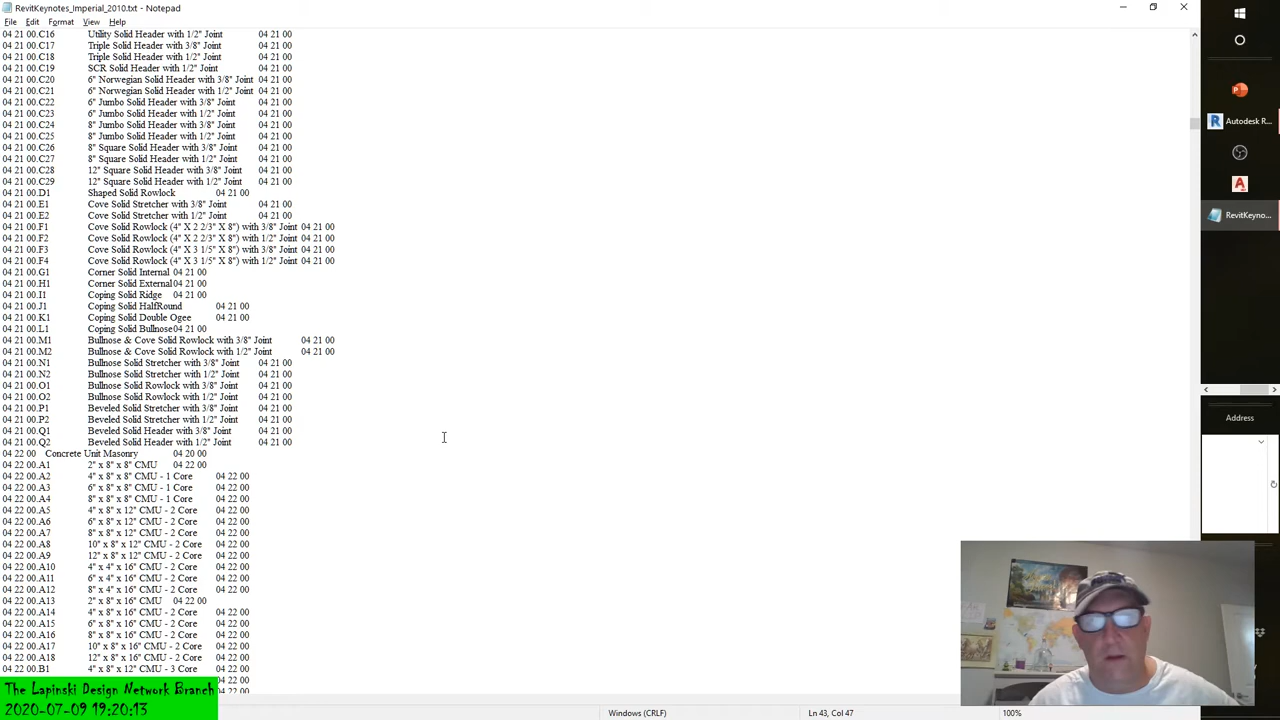 RevitKeynotes_Imperial_2010.txt - Notepad
File Edit Format View Help
04 21 00.C16 Utility Solid Header with 1/2" Joint 04 21 00
04 21 00.C17 Triple Solid Header with 3/8" Joint 04 21 00
04 21 00.C18 Triple Solid Header with 1/2" Joint 04 21 00
04 21 00.C19 SCR Solid Header with 1/2" Joint 04 21 00
04 21 00.C20 6" Norwegian Solid Header with 3/8" Joint 04 21 00
04 21 00.C21 6" Norwegian Solid Header with 1/2" Joint 04 21 00
04 21 00.C22 6" Jumbo Solid Header with 3/8" Joint 04 21 00
04 21 00.C23 6" Jumbo Solid Header with 1/2" Joint 04 21 00
04 21 00.C24 8" Jumbo Solid Header with 3/8" Joint 04 21 00
04 21 00.C25 8" Jumbo Solid Header with 1/2" Joint 04 21 00
04 21 00.C26 8" Square Solid Header with 3/8" Joint 04 21 00
04 21 00.C27 8" Square Solid Header with 1/2" Joint 04 21 00
04 21 00.C28 12" Square Solid Header with 3/8" Joint 04 21 00
04 21 00.C29 12" Square Solid Header with 1/2" Joint 04 21 00
04 21 00.D1 Shaped Solid Rowlock 04 21 00
04 21 00.E1 Cove Solid Stretcher with 3/8" Joint 04 21 00
04 21 00.E2 Cove Solid Stretcher with 1/2" Joint 04 21 00
04 21 00.F1 Cove Solid Rowlock (4" X 2 2/3" X 8") with 3/8" Joint 04 21 00
04 21 00.F2 Cove Solid Rowlock (4" X 2 2/3" X 8") with 1/2" Joint 04 21 00
04 21 00.F3 Cove Solid Rowlock (4" X 3 1/5" X 8") with 3/8" Joint 04 21 00
04 21 00.F4 Cove Solid Rowlock (4" X 3 1/5" X 8") with 1/2" Joint 04 21 00
04 21 00.G1 Corner Solid Internal 04 21 00
04 21 00.H1 Corner Solid External 04 21 00
04 21 00.I1 Coping Solid Ridge 04 21 00
04 21 00.J1 Coping Solid HalfRound 04 21 00
04 21 00.K1 Coping Solid Double Ogee 04 21 00
04 21 00.L1 Coping Solid Bullnose 04 21 00
04 21 00.M1 Bullnose & Cove Solid Rowlock with 3/8" Joint 04 21 00
04 21 00.M2 Bullnose & Cove Solid Rowlock with 1/2" Joint 04 21 00
04 21 00.N1 Bullnose Solid Stretcher with 3/8" Joint 04 21 00
04 21 00.N2 Bullnose Solid Stretcher with 1/2" Joint 04 21 00
04 21 00.O1 Bullnose Solid Rowlock with 3/8" Joint 04 21 00
04 21 00.O2 Bullnose Solid Rowlock with 1/2" Joint 04 21 00
04 21 00.P1 Beveled Solid Stretcher with 3/8" Joint 04 21 00
04 21 00.P2 Beveled Solid Stretcher with 1/2" Joint 04 21 00
04 21 00.Q1 Beveled Solid Header with 3/8" Joint 04 21 00
04 21 00.Q2 Beveled Solid Header with 1/2" Joint 04 21 00
04 22 00 Concrete Unit Masonry 04 20 00
04 22 00.A1 2" x 8" x 8" CMU 04 22 00
04 22 00.A2 4" x 8" x 8" CMU - 1 Core 04 22 00
04 22 00.A3 6" x 8" x 8" CMU - 1 Core 04 22 00
04 22 00.A4 8" x 8" x 8" CMU - 1 Core 04 22 00
04 22 00.A5 4" x 8" x 12" CMU - 2 Core 04 22 00
04 22 00.A6 6" x 8" x 12" CMU - 2 Core 04 22 00
04 22 00.A7 8" x 8" x 12" CMU - 2 Core 04 22 00
04 22 00.A8 10" x 8" x 12" CMU - 2 Core 04 22 00
04 22 00.A9 12" x 8" x 12" CMU - 2 Core 04 22 00
04 22 00.A10 4" x 4" x 16" CMU - 2 Core 04 22 00
04 22 00.A11 6" x 4" x 16" CMU - 2 Core 04 22 00
04 22 00.A12 8" x 4" x 16" CMU - 2 Core 04 22 00
04 22 00.A13 2" x 8" x 16" CMU 04 22 00
04 22 00.A14 4" x 8" x 16" CMU - 2 Core 04 22 00
04 22 00.A15 6" x 8" x 16" CMU - 2 Core 04 22 00
04 22 00.A16 8" x 8" x 16" CMU - 2 Core 04 22 00
04 22 00.A17 10" x 8" x 16" CMU - 2 Core 04 22 00
04 22 00.A18 12" x 8" x 16" CMU - 2 Core 04 22 00
04 22 00.B1 4" x 8" x 12" CMU - 3 Core 04 22 00
04 22 00
The Lapinski Design Network Branch
2020-07-09 19:20:13
Windows (CRLF) Ln 43, Col 47 100%
Autodesk R...
RevitKeyno...
Address